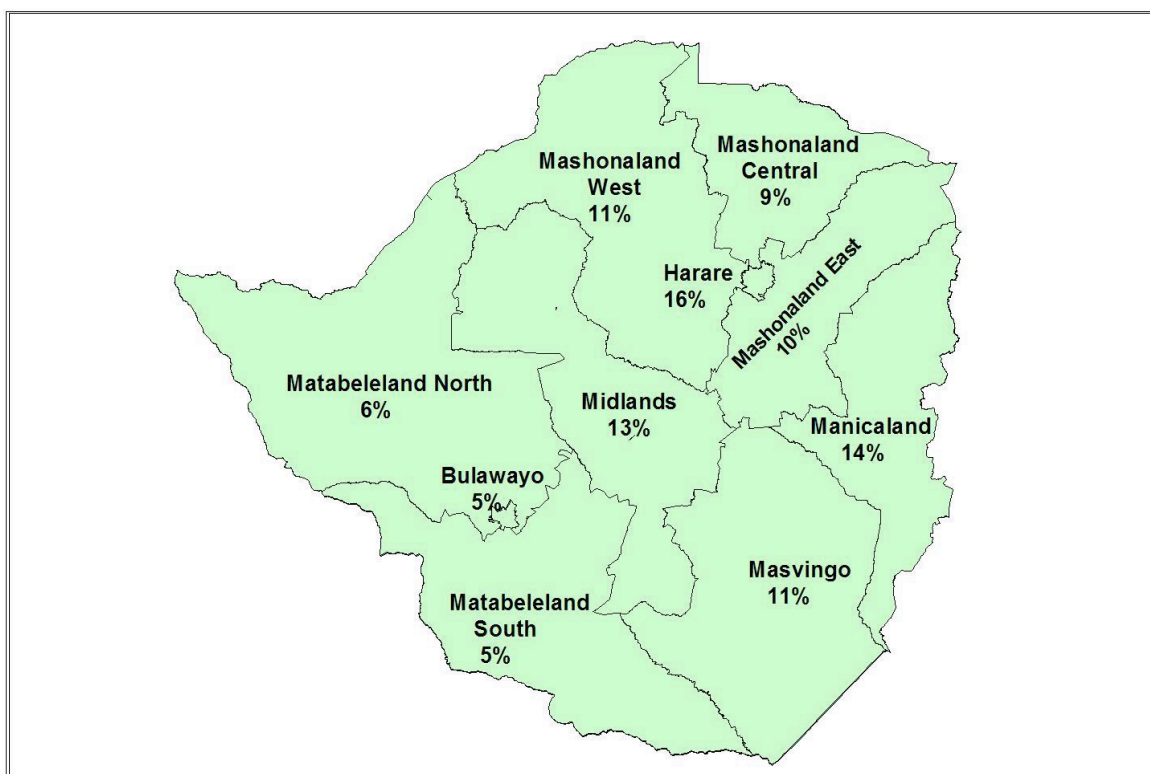 Mashonaland
Central
9%
Mashonaland
West
11%
Harare
16%
Mashonaland East
10%
Matabeleland North
6%
Midlands
13%
Manicaland
14%
Bulawayo
5%
Masvingo
11%
Matabeleland
South
5%